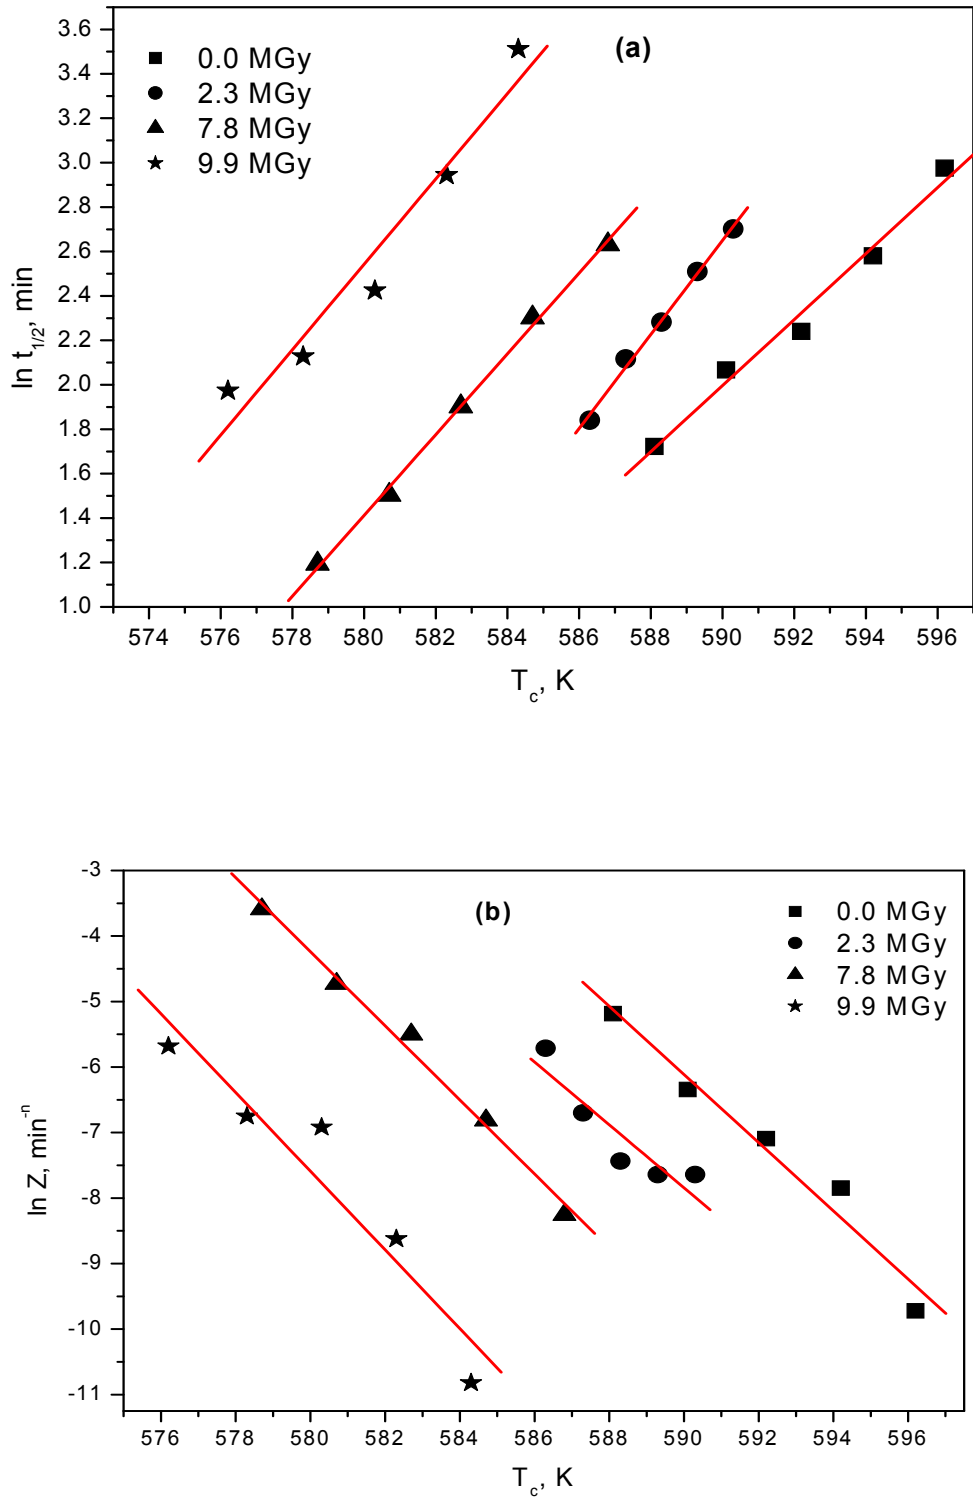 (a)
0.0 MGy
2.3 MGy
7.8 MGy
9.9 MGy
ln t1/2, min
3.6
3.4
3.2
3.0
2.8
2.6
2.4
2.2
2.0
1.8
1.6
1.4
1.2
1.0
574 576 578 580 582 584 586 588 590 592 594 596
Tc, K
(b)
0.0 MGy
2.3 MGy
7.8 MGy
9.9 MGy
ln Z, min-n
-3
-4
-5
-6
-7
-8
-9
-10
-11
576 578 580 582 584 586 588 590 592 594 596
Tc, K